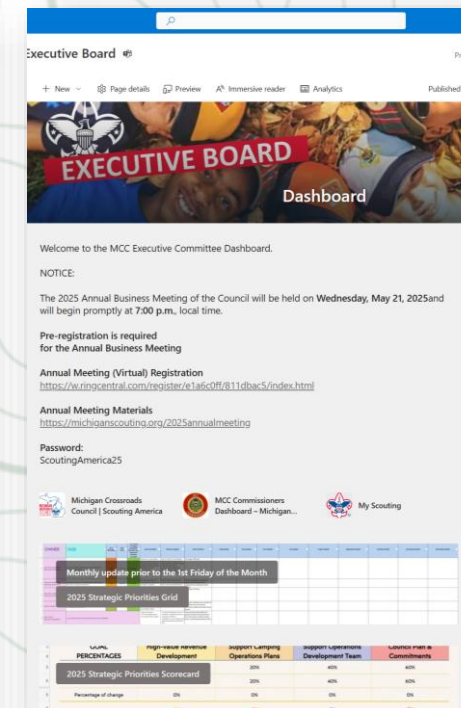 Executive Board
+ New Page details Preview Immersive reader Analytics Published
EXECUTIVE BOARD
Dashboard
Welcome to the MCC Executive Committee Dashboard.
NOTICE:
The 2025 Annual Business Meeting of the Council will be held on Wednesday, May 21, 2025and
will begin promptly at 7:00 p.m., local time.
Pre-registration is required
for the Annual Business Meeting
Annual Meeting (Virtual) Registration
https://w.ringcentral.com/register/e1a6c0ff/811dbac5/index.html
Annual Meeting Materials
https://michiganscouting.org/2025annualmeeting
Password:
ScoutingAmerica25
Michigan Crossroads
Council | Scouting America
MCC Commissioners
Dashboard – Michigan...
My Scouting
Monthly update prior to the 1st Friday of the Month
2025 Strategic Priorities Grid
GOAL
PERCENTAGES
High-Value Revenue
Development
Support Camping
Operations Plans
Support Operations
Development Team
Council Plan &
Commitments
20% 40% 60%
2025 Strategic Priorities Scorecard
20% 40% 60%
Percentage of change 0% 0% 0% 0%